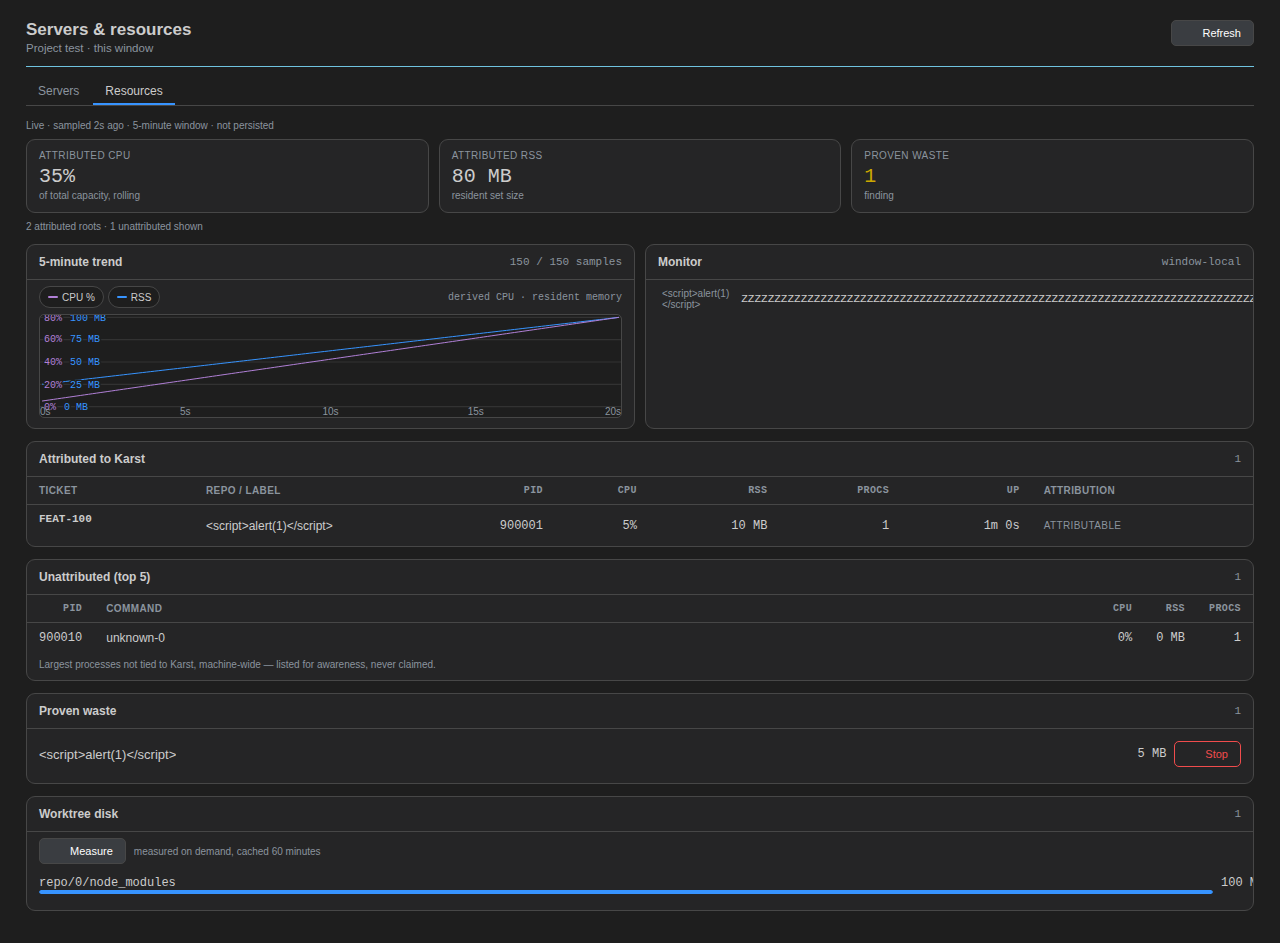 Servers & resources
Project test · this window
Refresh
Servers
Resources
Live · sampled 2s ago · 5-minute window · not persisted
ATTRIBUTED CPU
35%
of total capacity, rolling
ATTRIBUTED RSS
80 MB
resident set size
PROVEN WASTE
1
finding
2 attributed roots · 1 unattributed shown
5-minute trend
150 / 150 samples
CPU %
RSS
derived CPU · resident memory
80% 100 MB
60% 75 MB
40% 50 MB
20% 25 MB
0% 0 MB
0s 5s 10s 15s 20s
Monitor
window-local
<script>alert(1)
</script>
Attributed to Karst
1
TICKET REPO / LABEL PID CPU RSS PROCS UP ATTRIBUTION
FEAT-100 <script>alert(1)</script> 900001 5% 10 MB 1 1m 0s ATTRIBUTABLE
Unattributed (top 5)
1
PID COMMAND CPU RSS PROCS
900010 unknown-0 0% 0 MB 1
Largest processes not tied to Karst, machine-wide — listed for awareness, never claimed.
Proven waste
1
<script>alert(1)</script>
5 MB
Stop
Worktree disk
1
Measure
measured on demand, cached 60 minutes
repo/0/node_modules
100